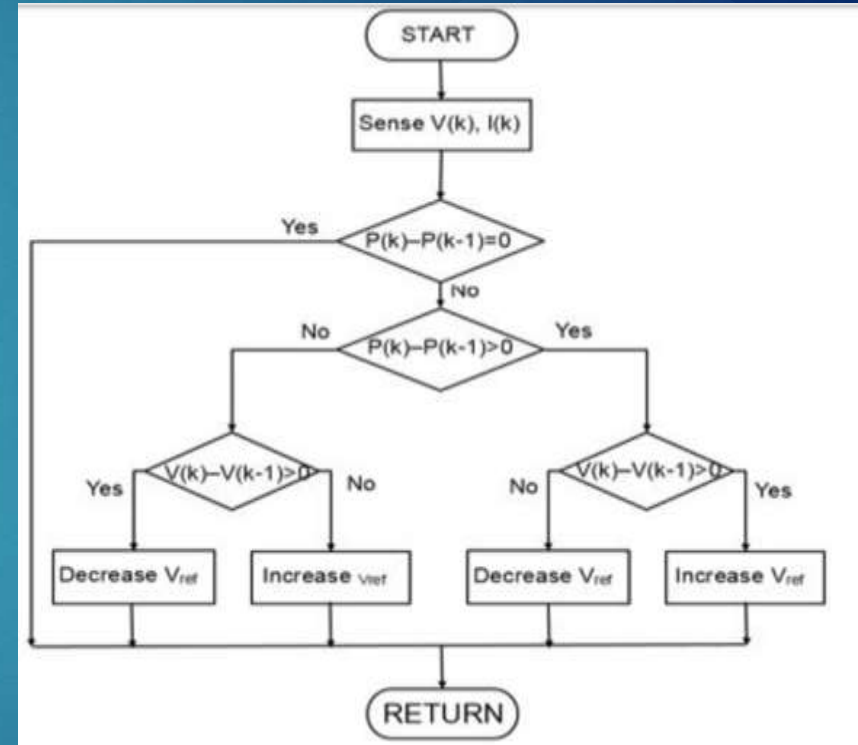 START
Sense V(k), I(k)
Yes
P(k)–P(k-1)=0
No
No
P(k)–P(k-1)>0
Yes
V(k)–V(k-1)>0
Yes
No
V(k)–V(k-1)>0
No
Yes
Decrease Vref
Increase Vref
Decrease Vref
Increase Vref
RETURN